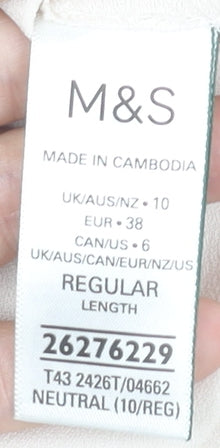 M&S
MADE IN CAMBODIA
UK/AUS/NZ • 10
EUR • 38
CAN/US • 6
UK/AUS/CAN/EUR/NZ/US
REGULAR
LENGTH
26276229
T43 2426T/04662
NEUTRAL (10/REG)